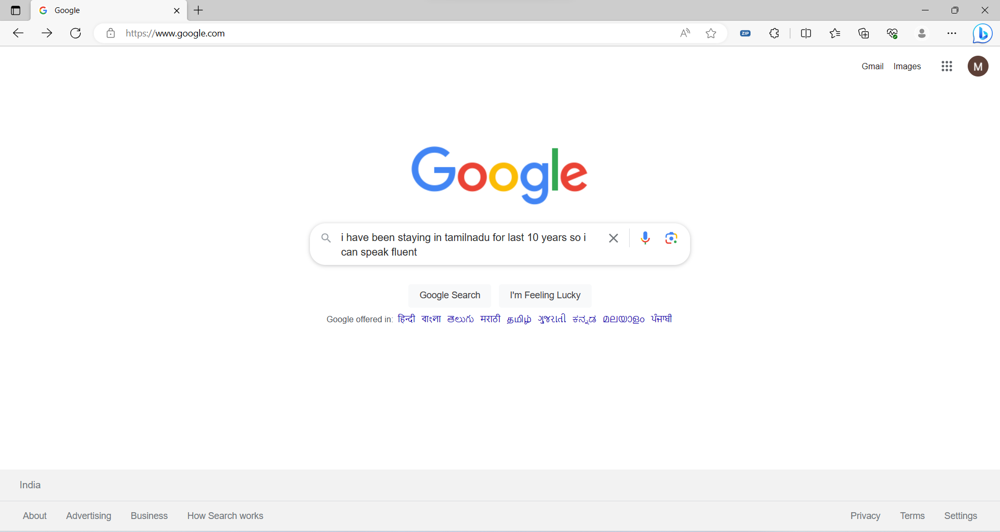 Google
https://www.google.com
ZIP
Gmail Images
M
Google
i have been staying in tamilnadu for last 10 years so i
can speak fluent
Google Search I'm Feeling Lucky
Google offered in: हिन्दी বাংলা తెలుగు मराठी தமிழ் ગુજરાતી ಕನ್ನಡ മലയാളം ਪੰਜਾਬੀ
India
About Advertising Business How Search works Privacy Terms Settings